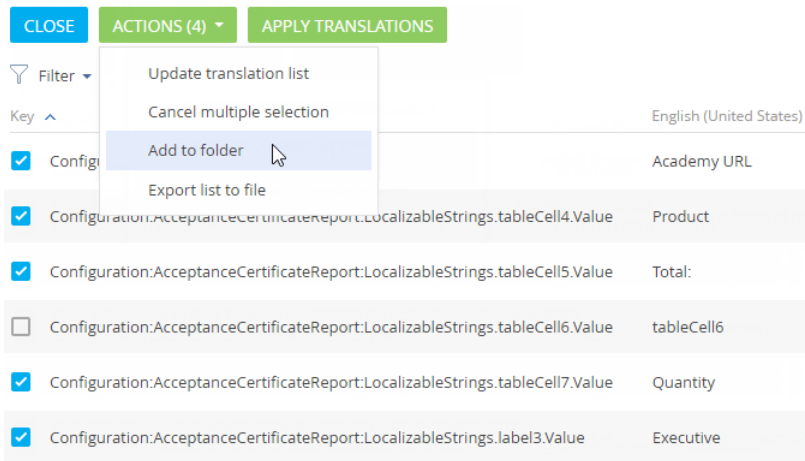 CLOSE ACTIONS (4) APPLY TRANSLATIONS
Filter
Update translation list
Cancel multiple selection
Add to folder
Export list to file
Key English (United States)
Academy URL
Configuration:AcceptanceCertificateReport:LocalizableStrings.tableCell4.Value Product
Configuration:AcceptanceCertificateReport:LocalizableStrings.tableCell5.Value Total:
Configuration:AcceptanceCertificateReport:LocalizableStrings.tableCell6.Value tableCell6
Configuration:AcceptanceCertificateReport:LocalizableStrings.tableCell7.Value Quantity
Configuration:AcceptanceCertificateReport:LocalizableStrings.label3.Value Executive